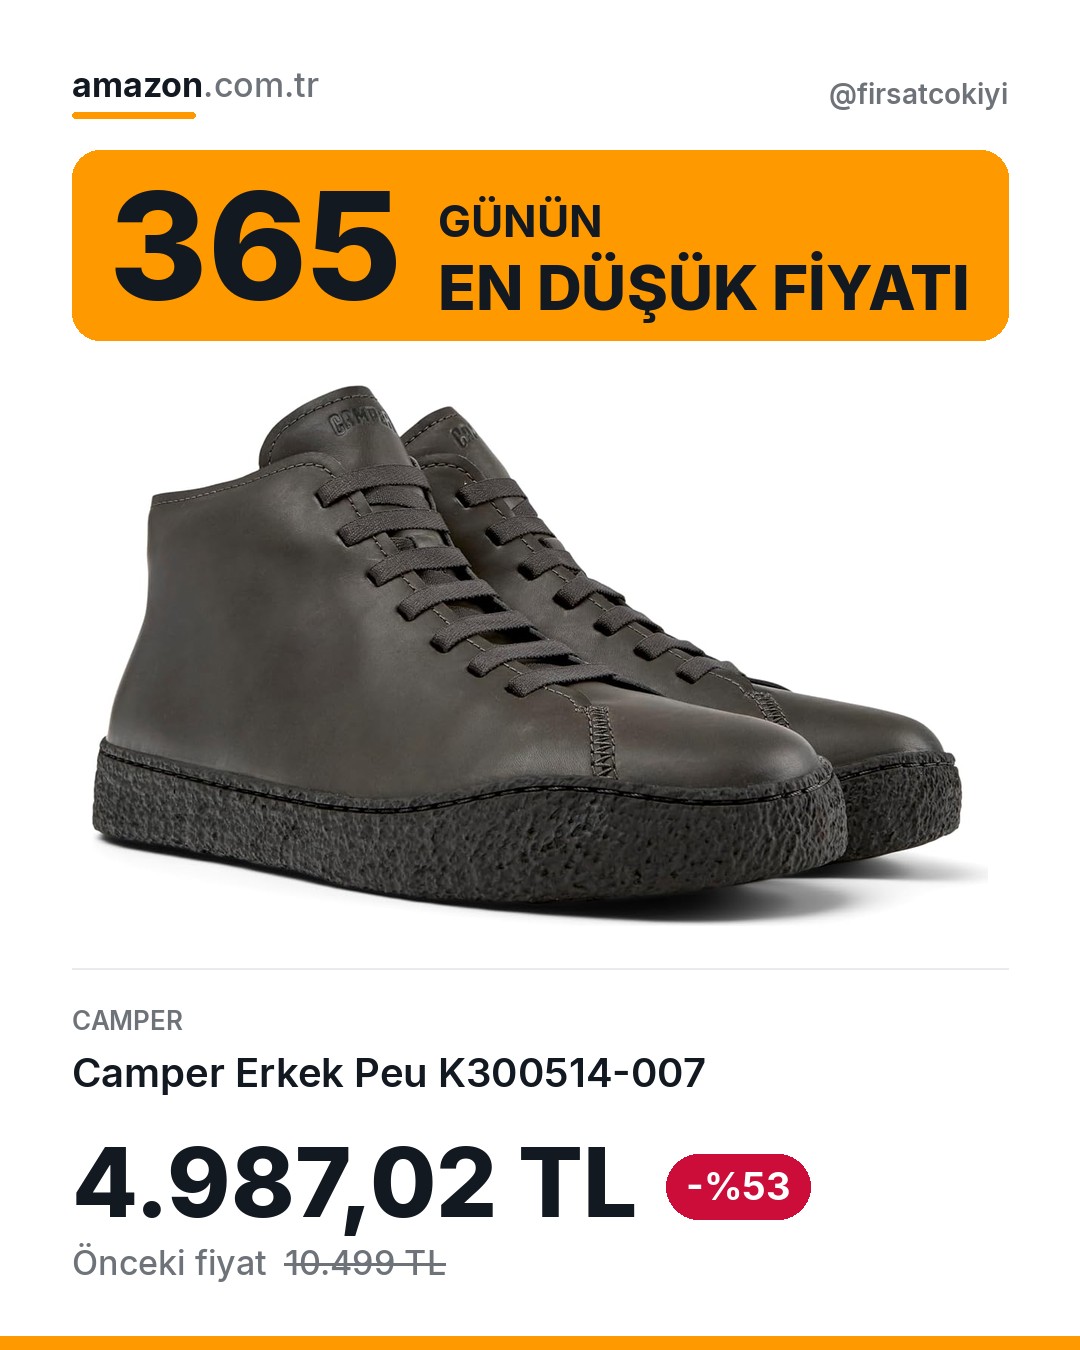 amazon.com.tr
@firsatcokiyi
365
GÜNÜN
EN DÜŞÜK FİYATI
CAMPER
Camper Erkek Peu K300514-007
4.987,02 TL
-%53
Önceki fiyat 10.499 TL